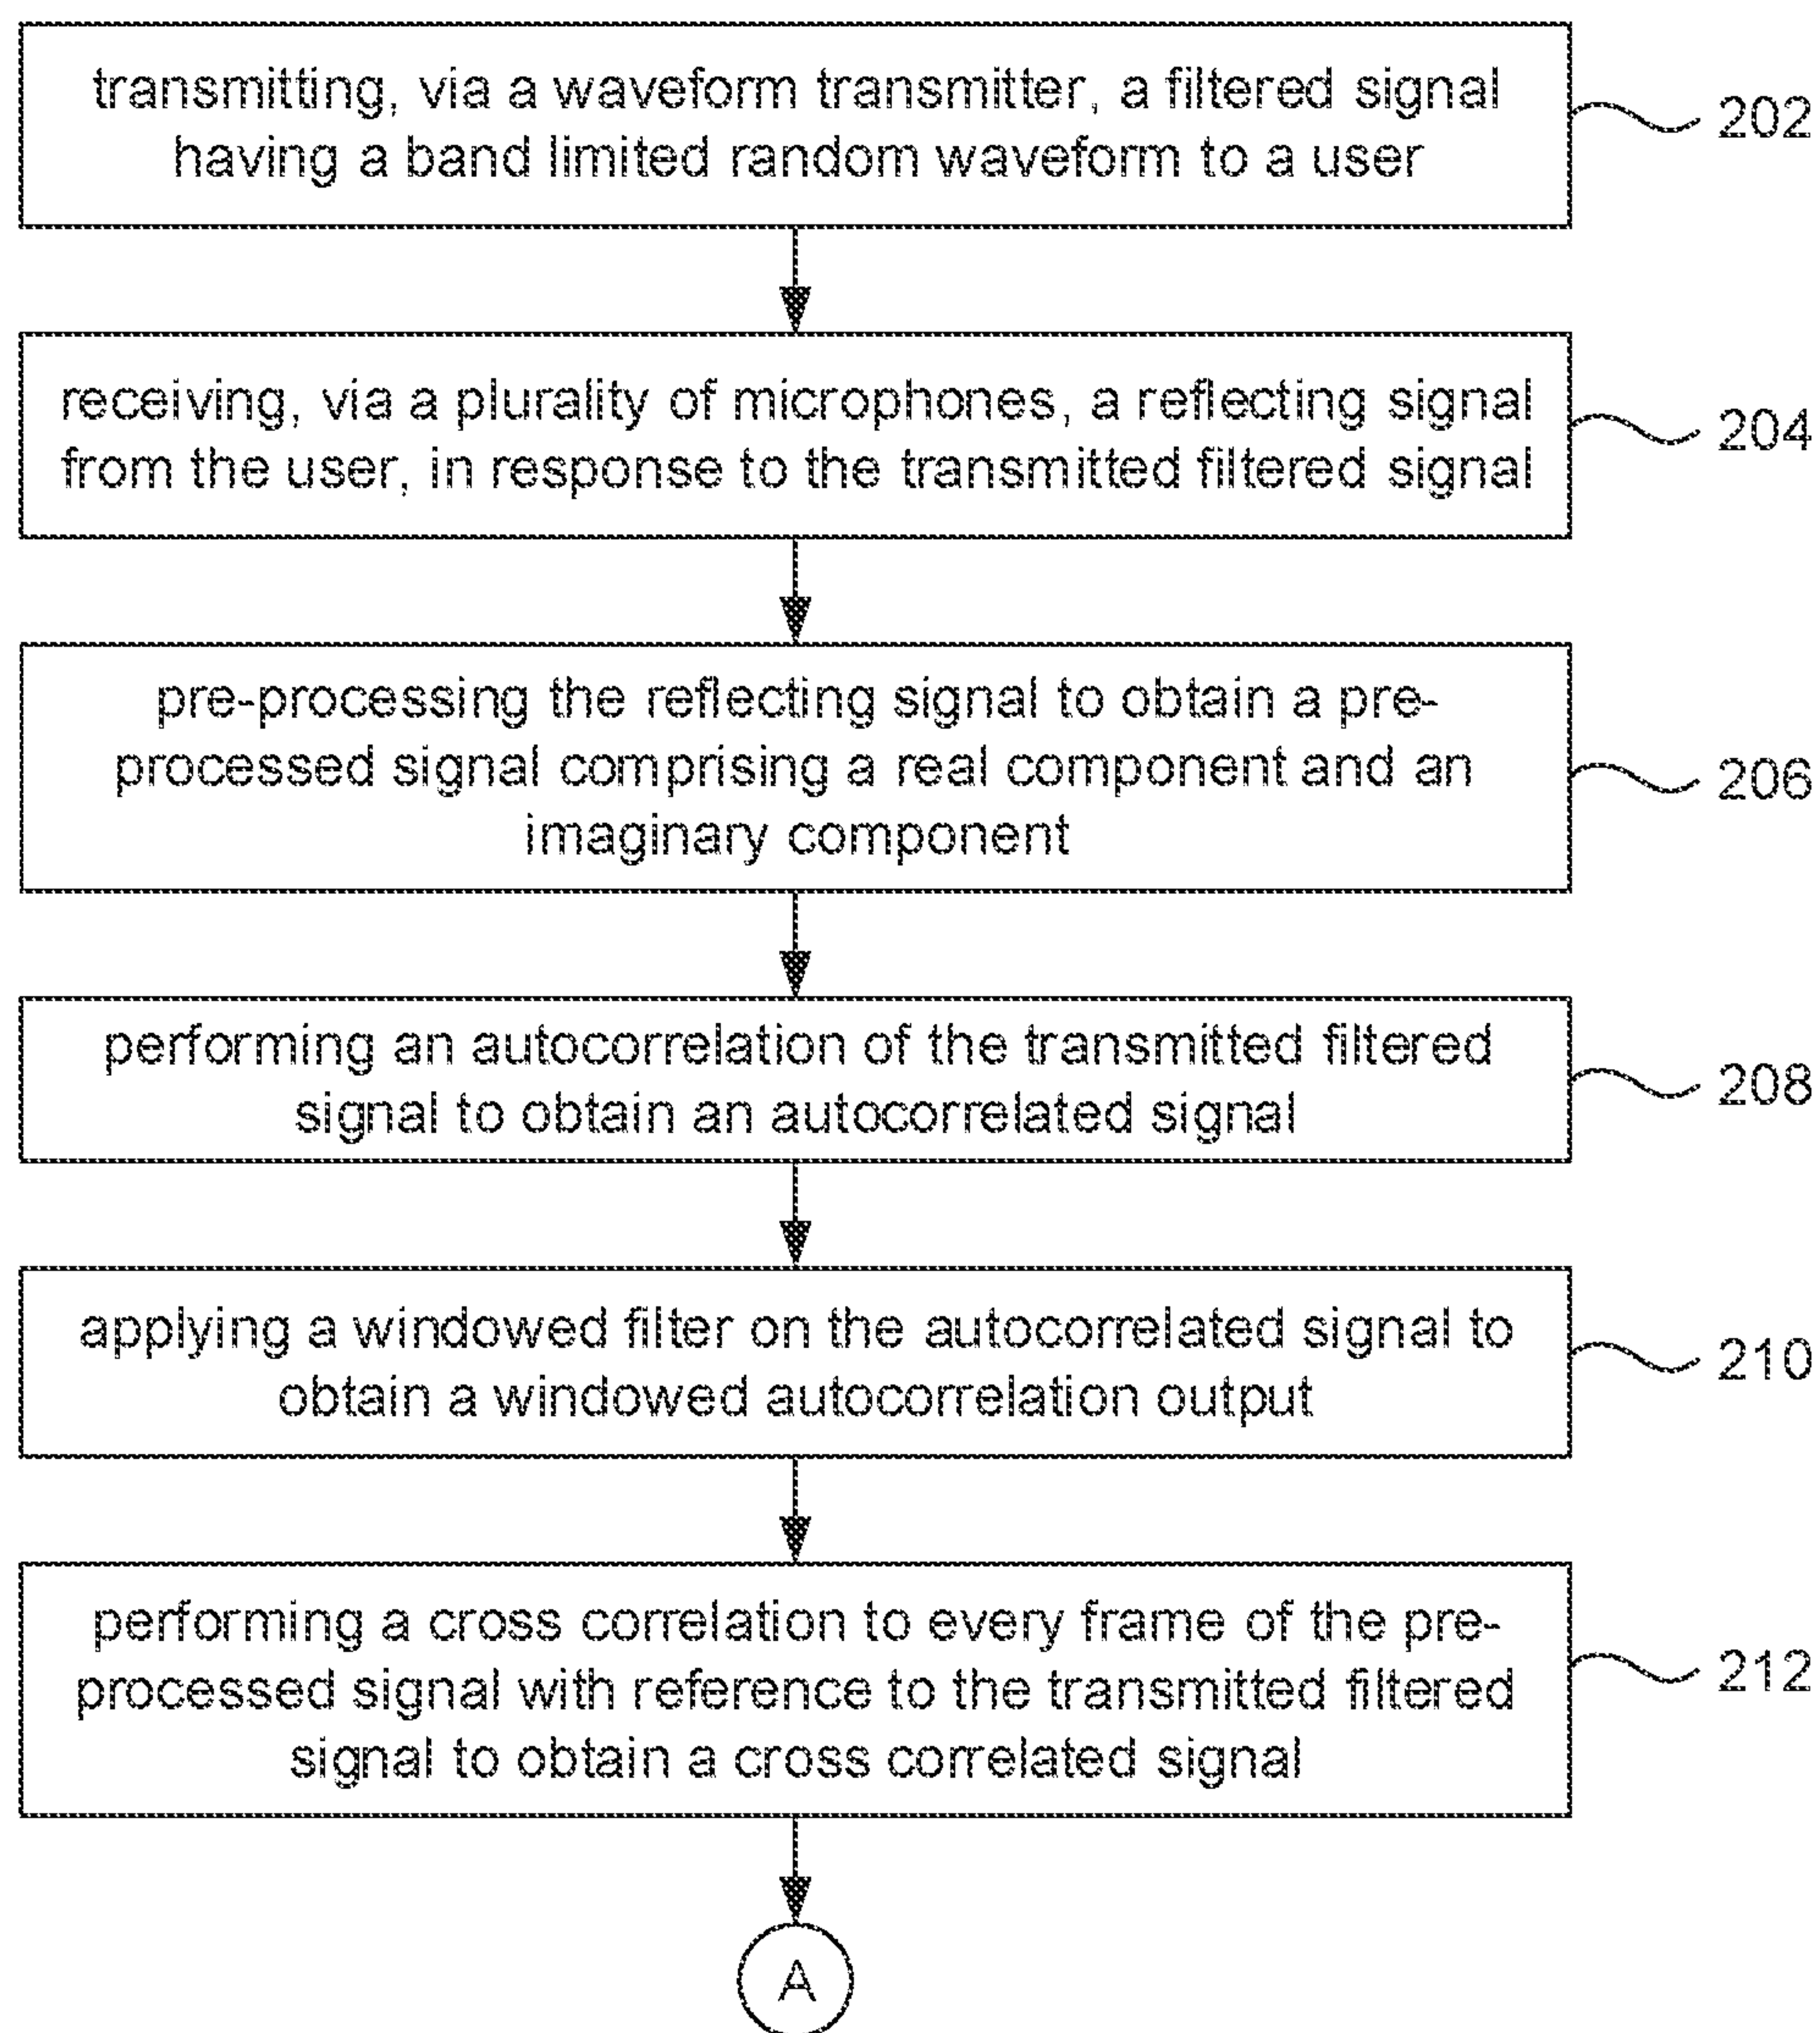 transmitting, via a waveform transmitter, a filtered signal
having a band limited random waveform to a user
202
receiving, via a plurality of microphones, a reflecting signal
from the user, in response to the transmitted filtered signal
204
pre-processing the reflecting signal to obtain a pre-
processed signal comprising a real component and an
imaginary component
206
performing an autocorrelation of the transmitted filtered
signal to obtain an autocorrelated signal
208
applying a windowed filter on the autocorrelated signal to
obtain a windowed autocorrelation output
210
performing a cross correlation to every frame of the pre-
processed signal with reference to the transmitted filtered
signal to obtain a cross correlated signal
212
A